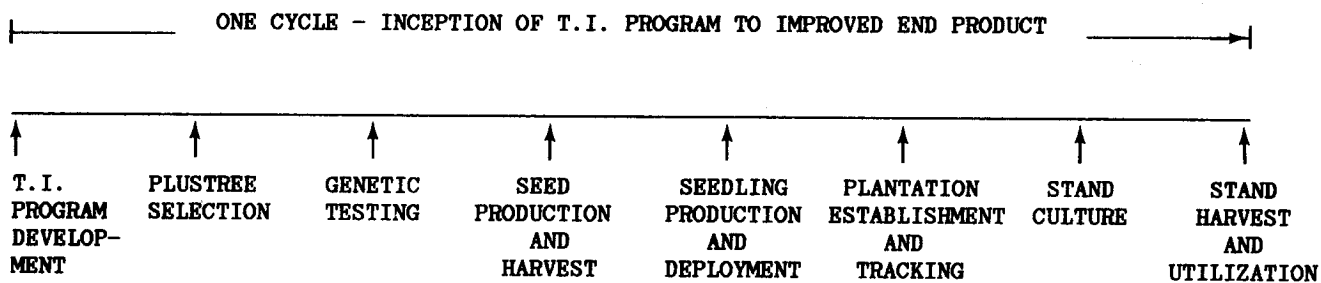 ONE CYCLE - INCEPTION OF T.I. PROGRAM TO IMPROVED END PRODUCT
T.I.
PROGRAM
DEVELOP-
MENT
PLUSTREE
SELECTION
GENETIC
TESTING
SEED
PRODUCTION
AND
HARVEST
SEEDLING
PRODUCTION
AND
DEPLOYMENT
PLANTATION
ESTABLISHMENT
AND
TRACKING
STAND
CULTURE
STAND
HARVEST
AND
UTILIZATION